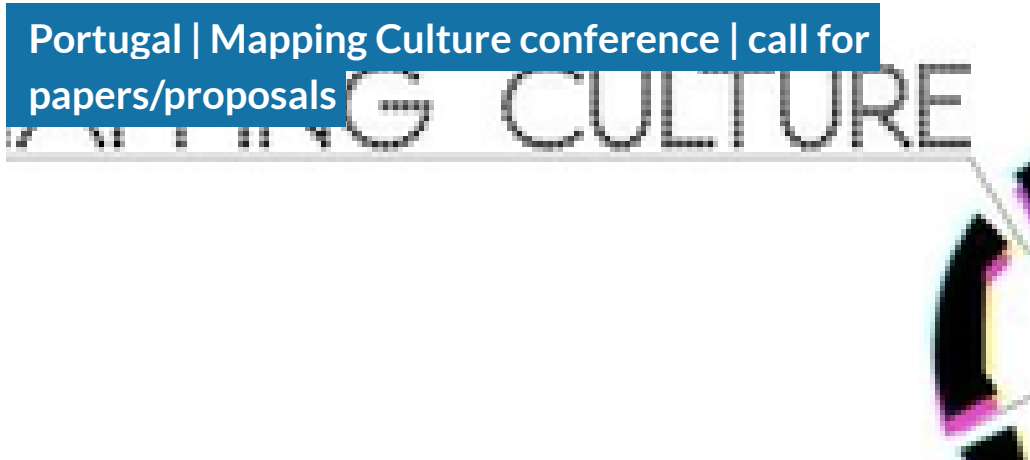 Portugal | Mapping Culture conference | call for
papers/proposals
CULTURE